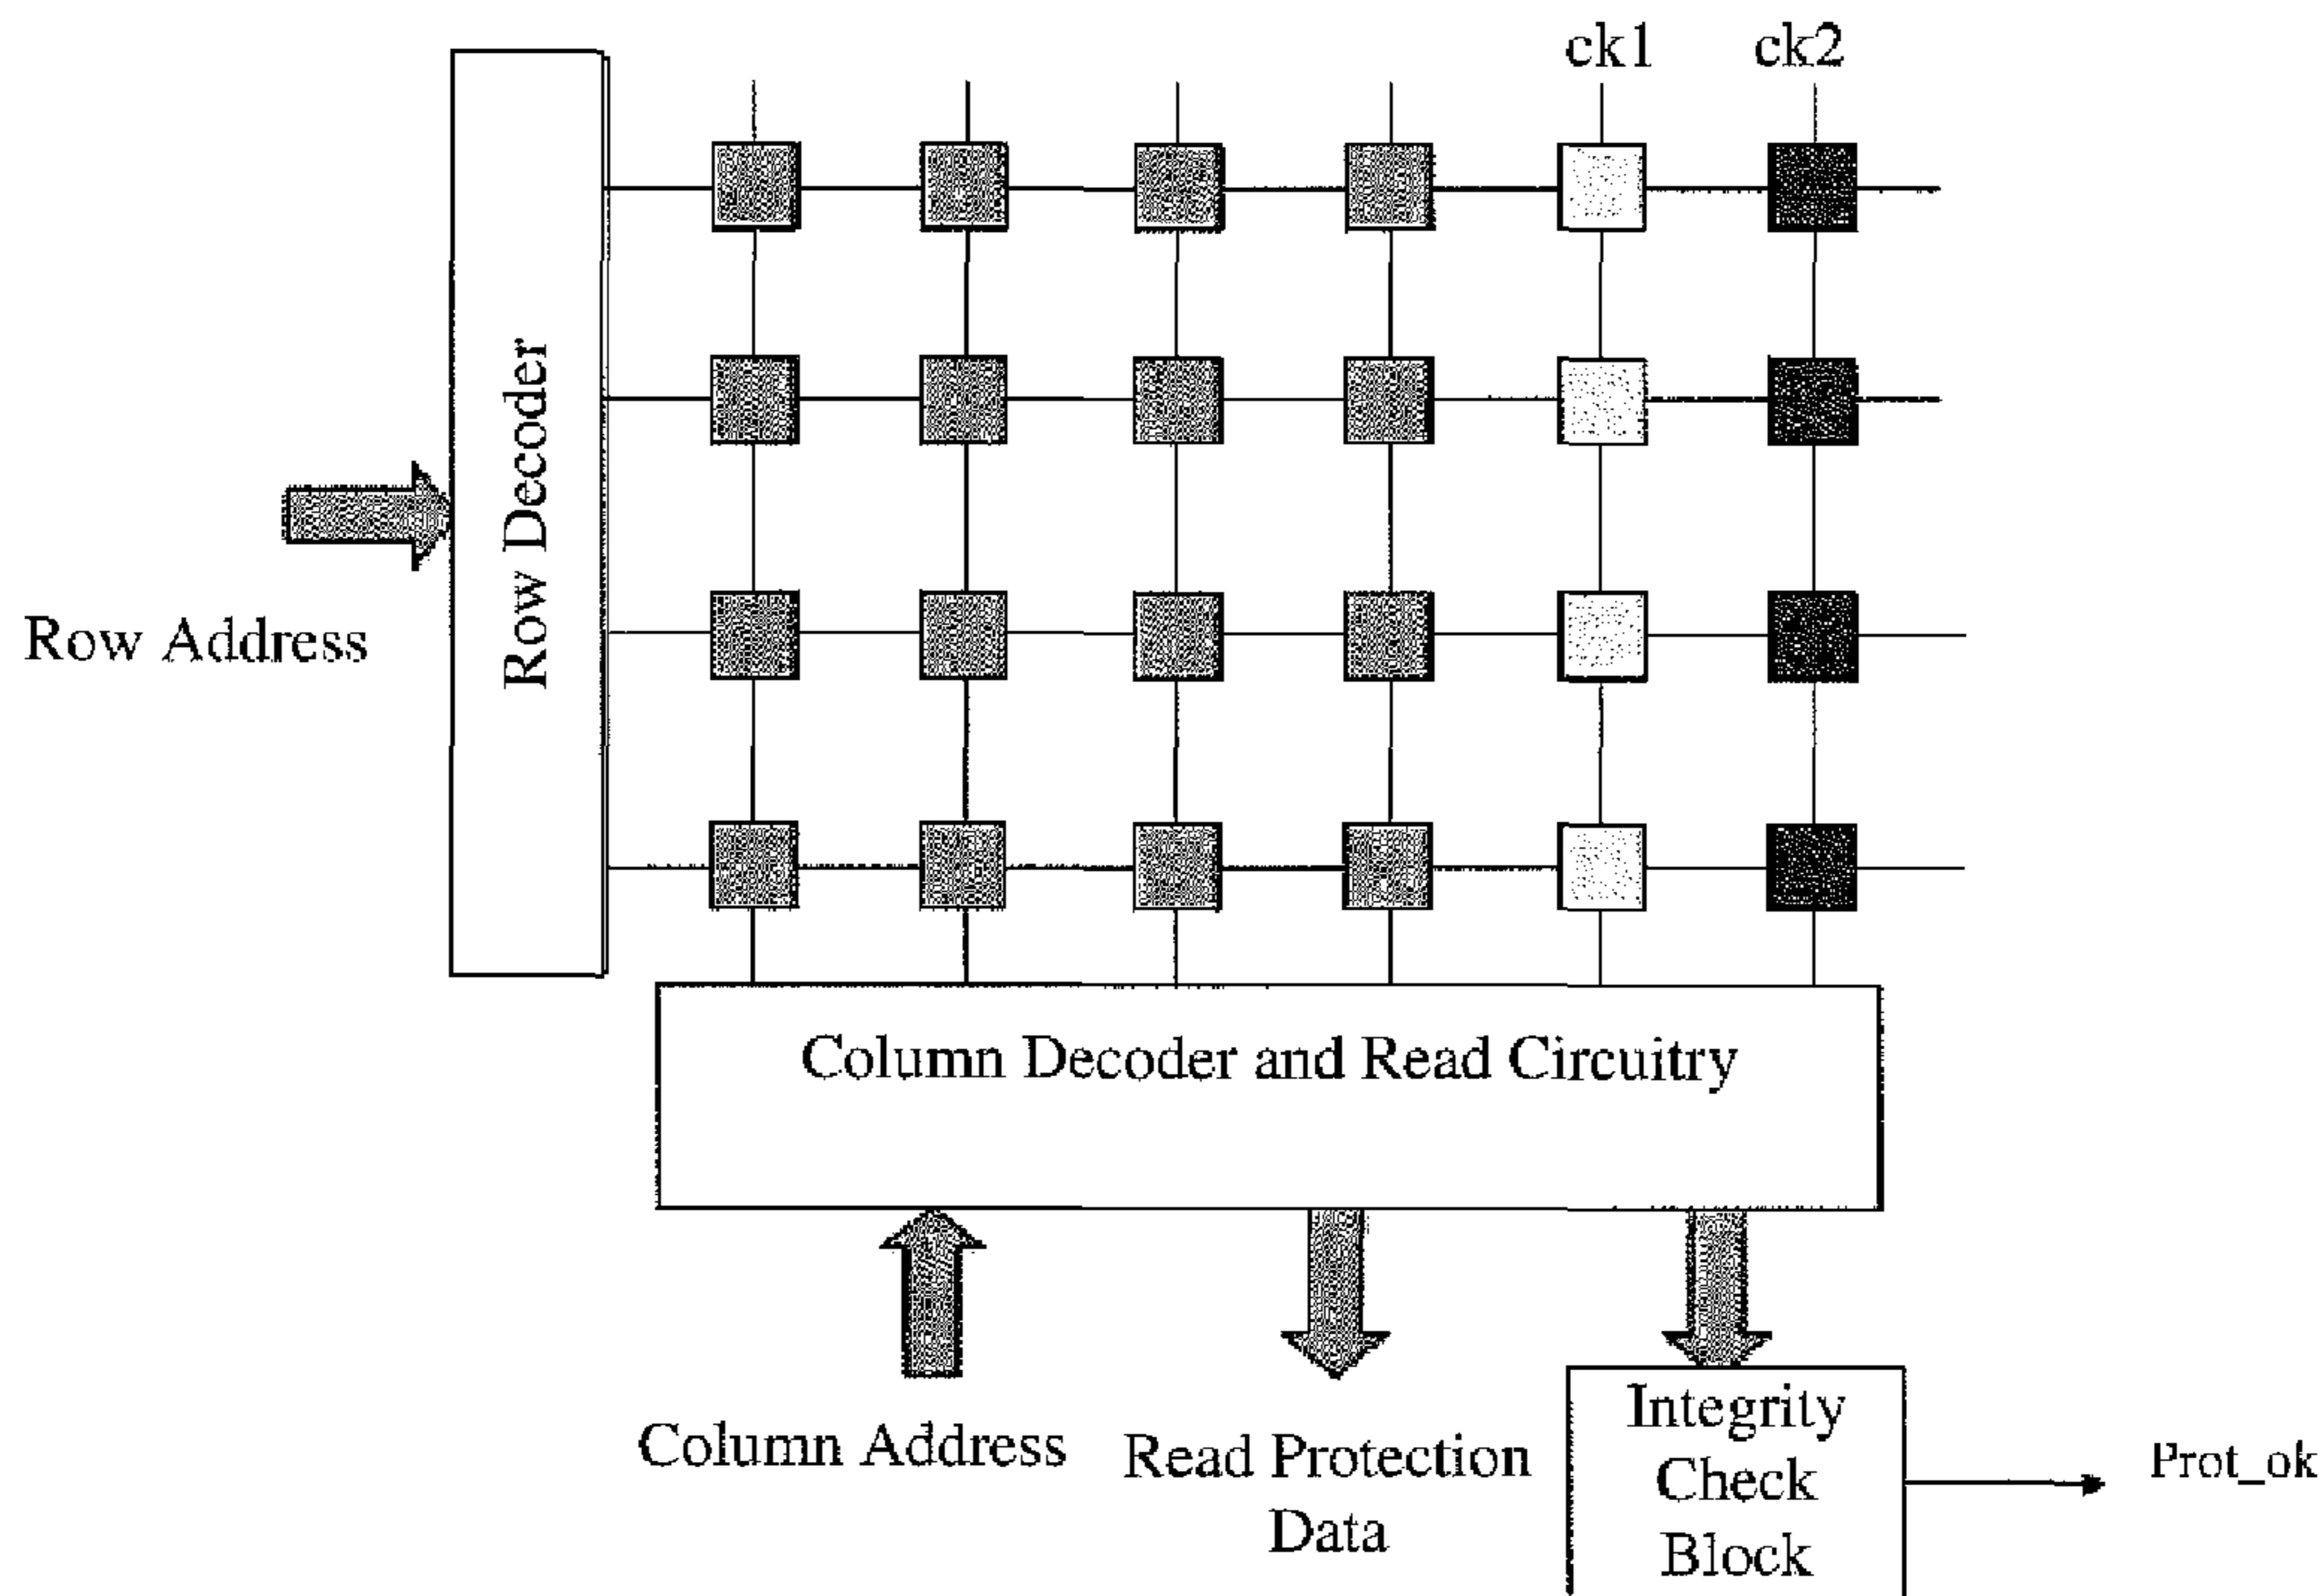 ck1 ck2
Row Decoder
Row Address
Column Decoder and Read Circuitry
Column Address
Read Protection
Data
Integrity
Check
Block
Prot_ok